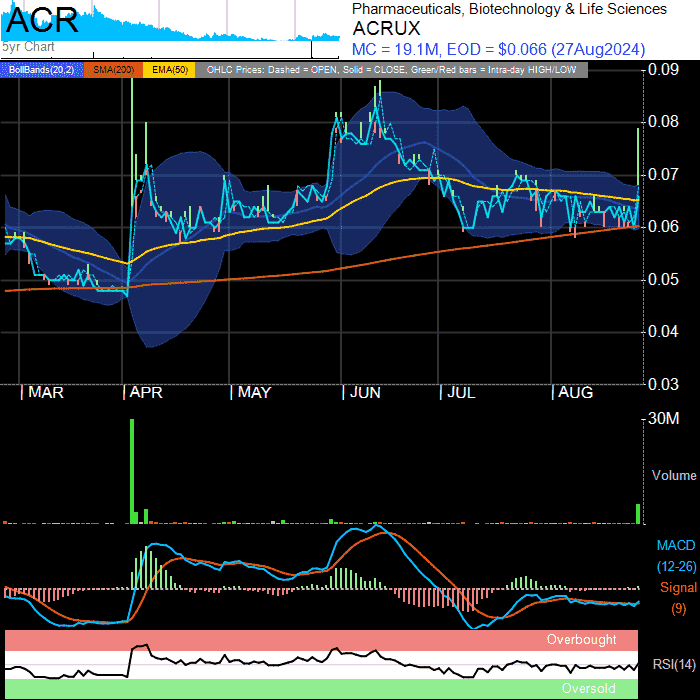 ACR
5yr Chart
Pharmaceuticals, Biotechnology & Life Sciences
ACRUX
MC = 19.1M, EOD = $0.066 (27Aug2024)
BollBands(20,2) SMA(200) EMA(50) OHLC Prices: Dashed = OPEN, Solid = CLOSE, Green/Red bars = Intra-day HIGH/LOW
0.09
0.08
0.07
0.06
0.05
0.04
0.03
MAR APR MAY JUN JUL AUG
30M
Volume
MACD
(12-26)
Signal
(9)
Overbought
RSI(14)
Oversold